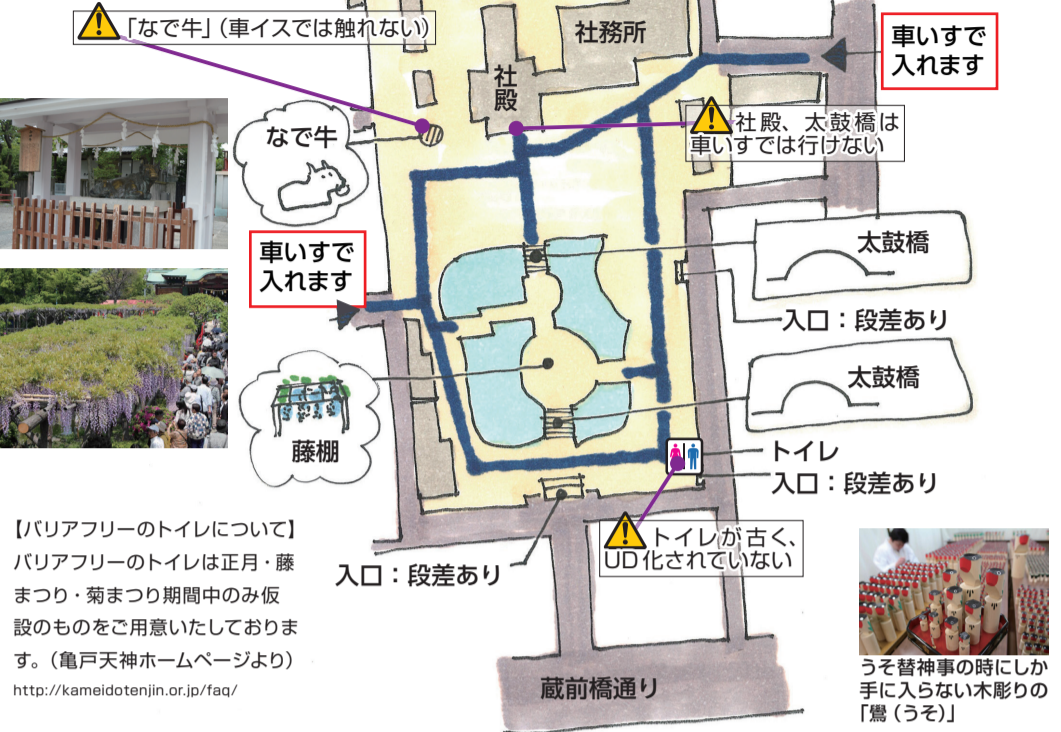 「なで牛」（車イスでは触れない）
社務所
社殿
車いすで
入れます
社殿、太鼓橋は
車いすでは行けない
なで牛
車いすで
入れます
太鼓橋
入口：段差あり
太鼓橋
藤棚
トイレ
入口：段差あり
トイレが古く、
UD化されていない
入口：段差あり
【バリアフリーのトイレについて】
バリアフリーのトイレは正月・藤
まつり・菊まつり期間中のみ仮
設のものをご用意いたしておりま
す。（亀戸天神ホームページより）
http://kameidotenjin.or.jp/faq/
蔵前橋通り
うそ替神事の時にしか
手に入らない木彫りの
「鷽（うそ）」